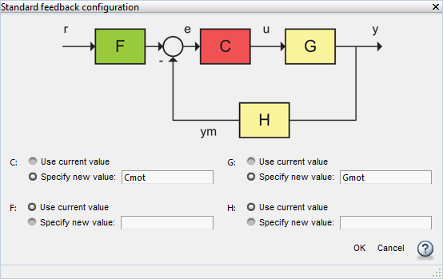 Standard feedback configuration
r
F
e
-
C
u
G
y
H
ym
C: Use current value
Specify new value: Cmot
G: Use current value
Specify new value: Gmot
F: Use current value
Specify new value:
H: Use current value
Specify new value:
OK Cancel ?